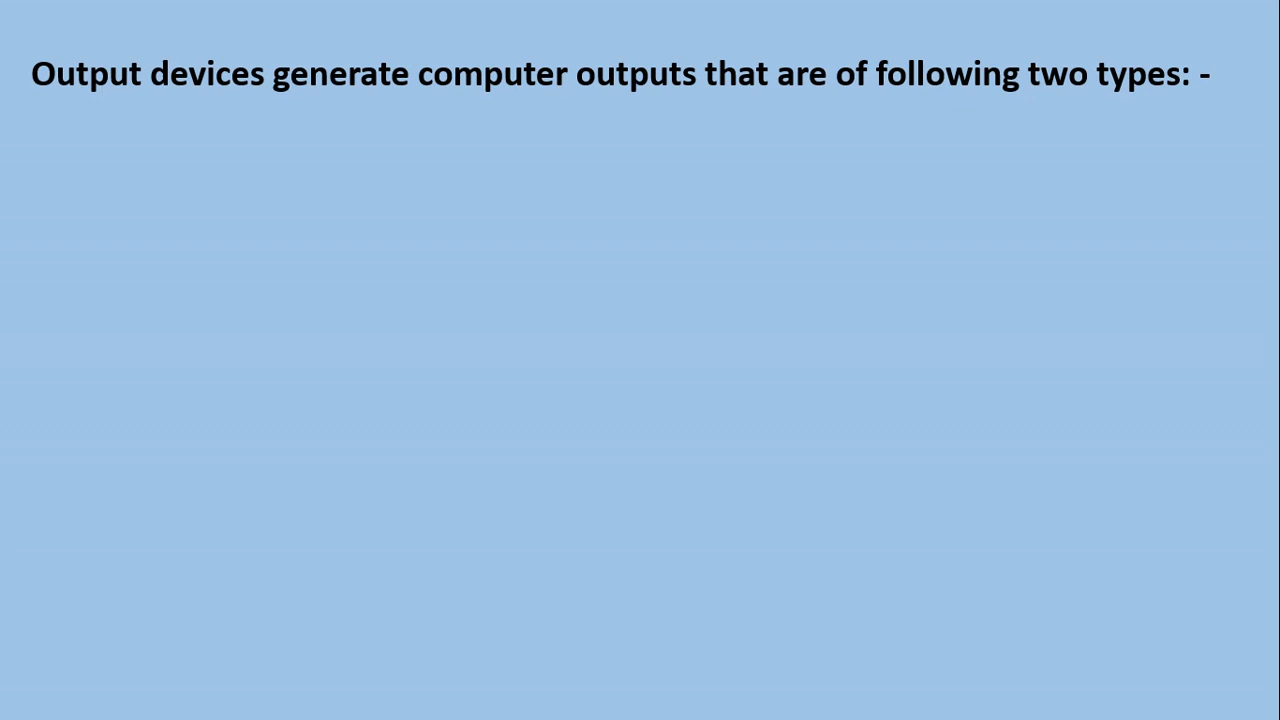 Output devices generate computer outputs that are of following two types: -